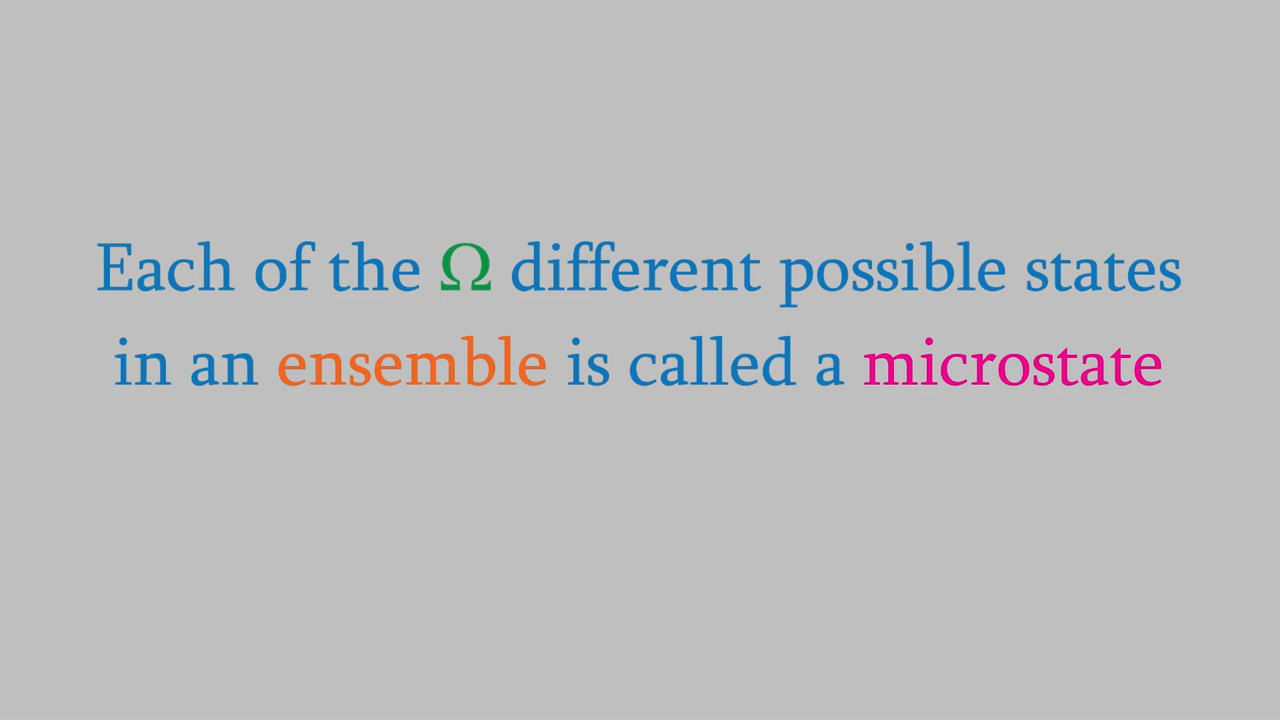 Each of the Ω different possible states
in an ensemble is called a microstate